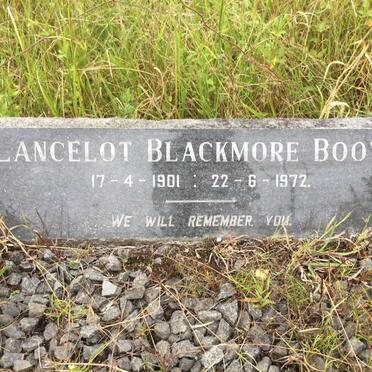 LANCELOT BLACKMORE BOO
17-4-1901 : 22-6-1972.
WE WILL REMEMBER YOU